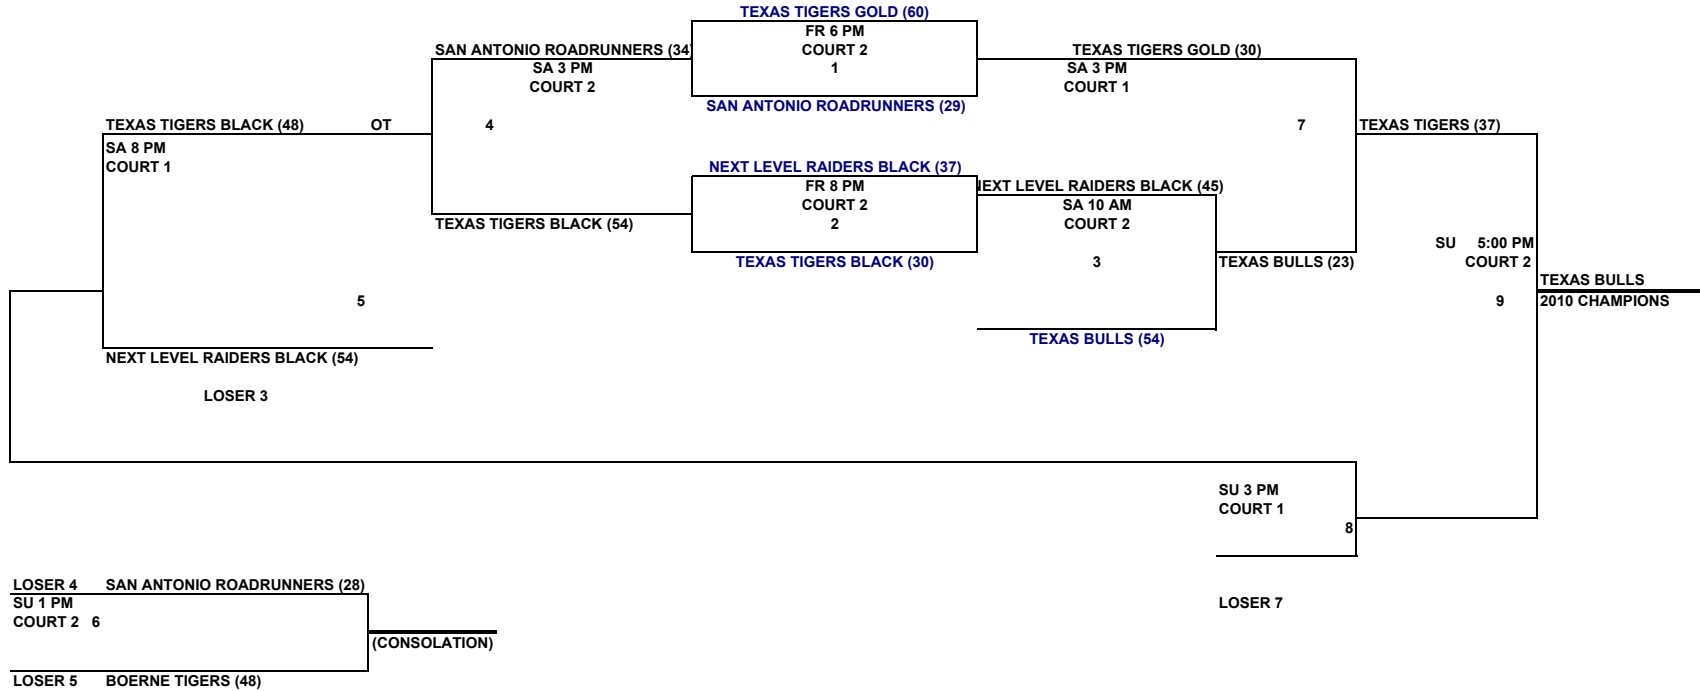 TEXAS TIGERS GOLD (60)
FR 6 PM
COURT 2
1
SAN ANTONIO ROADRUNNERS (29)
SAN ANTONIO ROADRUNNERS (34
SA 3 PM
COURT 2
4
TEXAS TIGERS GOLD (30)
SA 3 PM
COURT 1
7
TEXAS TIGERS BLACK (48) OT
SA 8 PM
COURT 1
5
NEXT LEVEL RAIDERS BLACK (54)
LOSER 3
TEXAS TIGERS BLACK (54)
NEXT LEVEL RAIDERS BLACK (37)
FR 8 PM
COURT 2
2
TEXAS TIGERS BLACK (30)
NEXT LEVEL RAIDERS BLACK (45)
SA 10 AM
COURT 2
3
TEXAS BULLS (54)
TEXAS BULLS (23)
TEXAS TIGERS (37)
SU 5:00 PM
COURT 2
9
TEXAS BULLS
2010 CHAMPIONS
SU 3 PM
COURT 1
8
LOSER 7
LOSER 4 SAN ANTONIO ROADRUNNERS (28)
SU 1 PM
COURT 2 6
(CONSOLATION)
LOSER 5 BOERNE TIGERS (48)